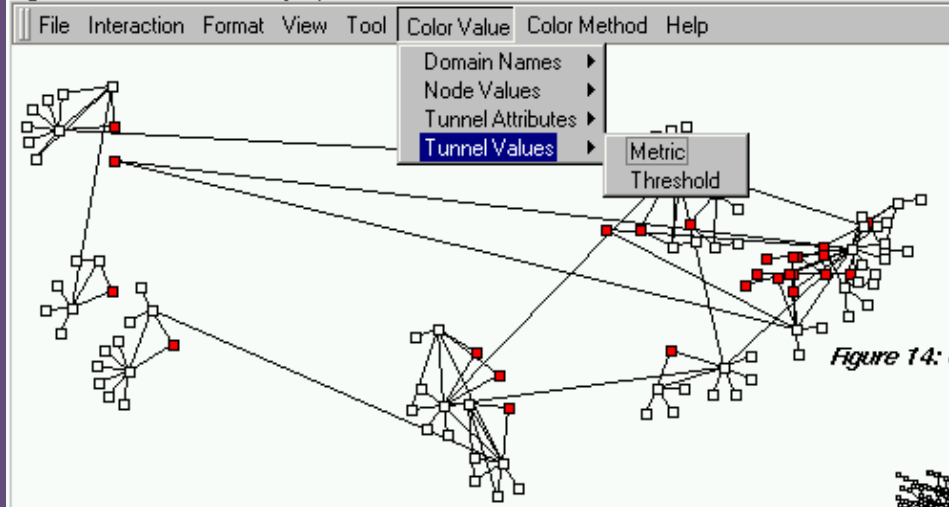 File Interaction Format View Tool Color Value Color Method Help
Domain Names
Node Values
Tunnel Attributes
Tunnel Values
Metric
Threshold
Figure 14: